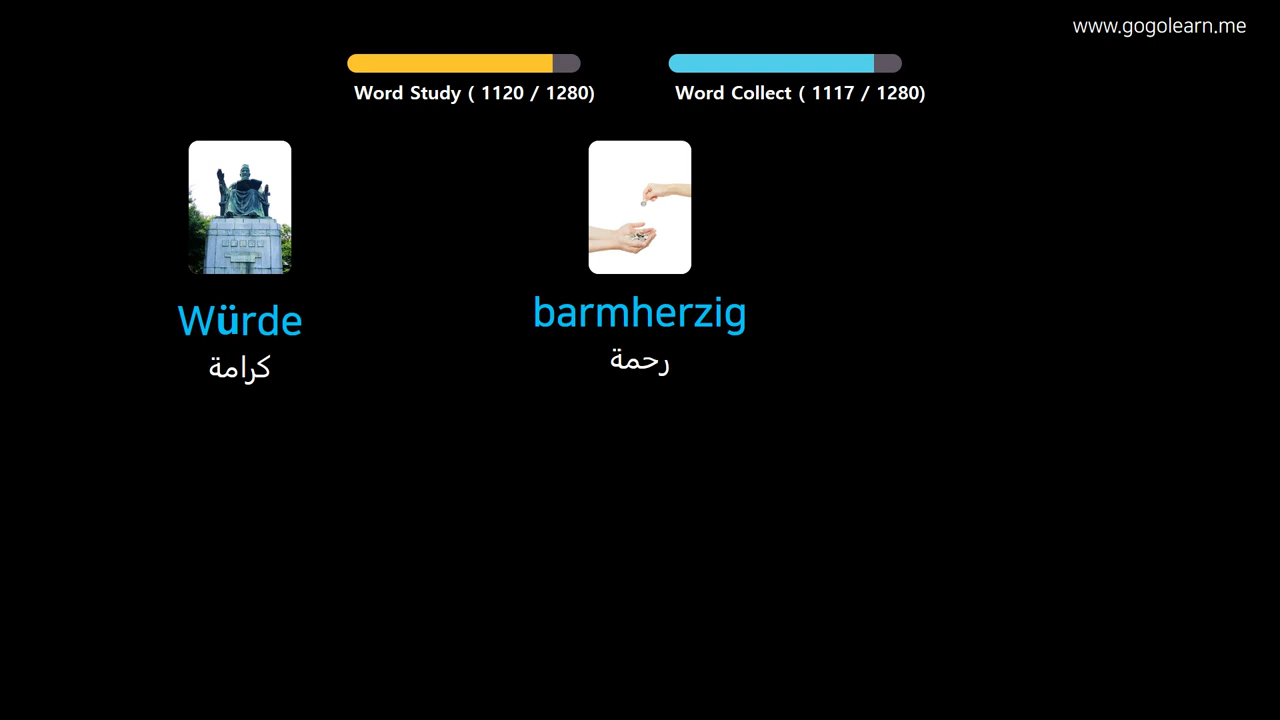 www.gogolearn.me
Word Study ( 1120 / 1280)
Word Collect ( 1117 / 1280)
Würde
كرامة
barmherzig
رحمة